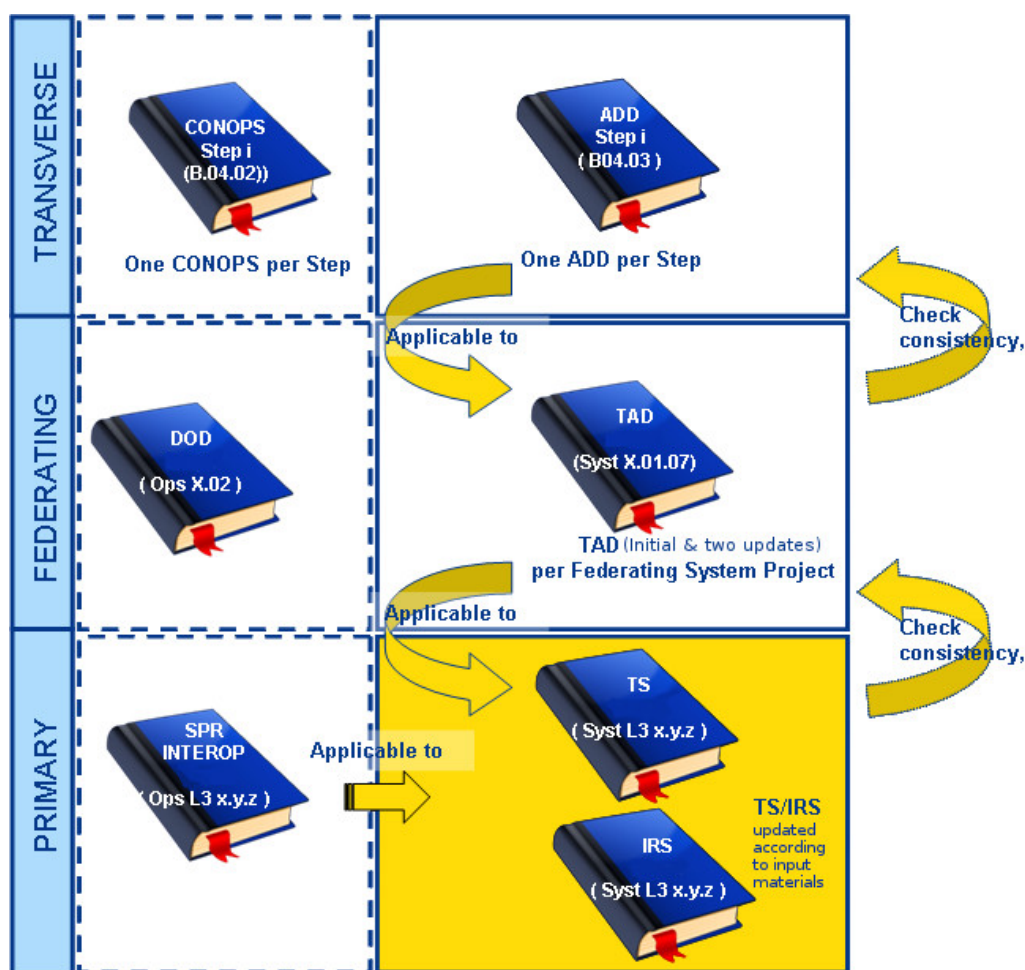 TRANSVERSE
CONOPS
Step i
(B.04.02))
One CONOPS per Step
ADD
Step i
( B04.03 )
One ADD per Step
Applicable to
Check
consistency,
FEDERATING
DOD
( Ops X.02 )
TAD
(Syst X.01.07)
TAD (Initial & two updates)
per Federating System Project
Applicable to
Check
consistency,
PRIMARY
SPR
INTEROP
( Ops L3 x.y.z )
Applicable to
TS
( Syst L3 x.y.z )
IRS
( Syst L3 x.y.z )
TS/IRS
updated
according
to input
materials